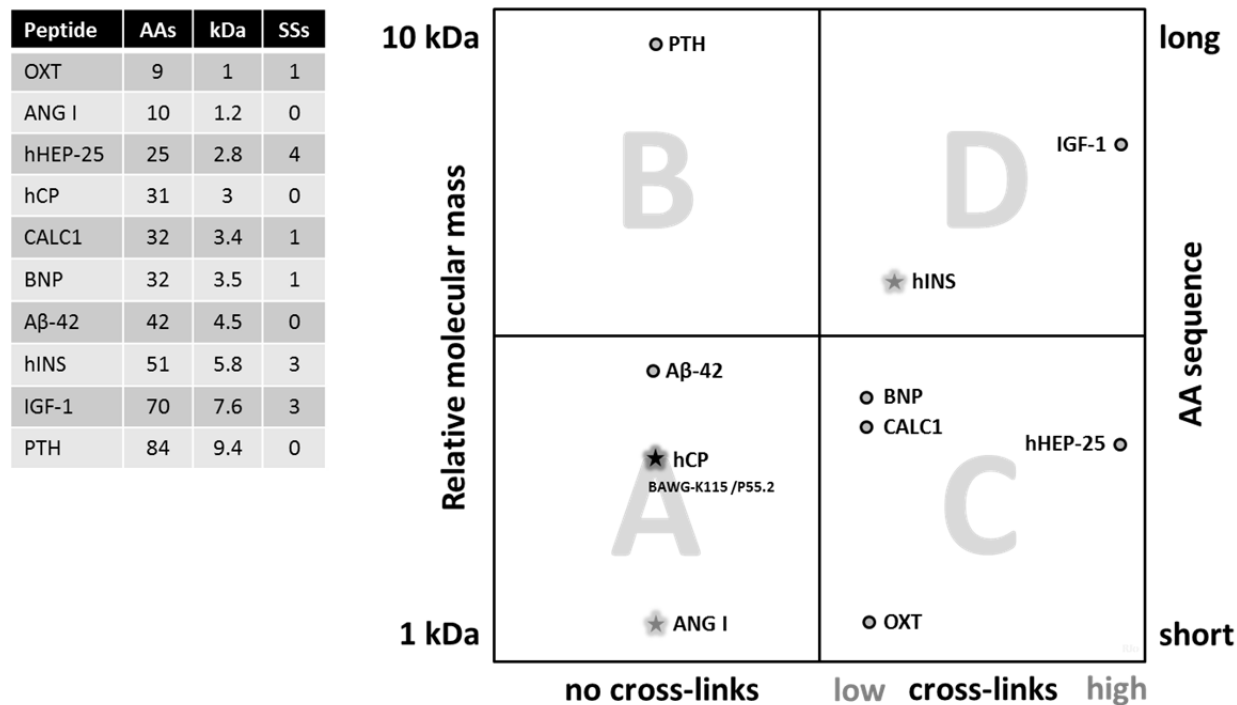 Peptide AAs kDa SSs
OXT 9 1 1
ANG I 10 1.2 0
hHEP-25 25 2.8 4
hCP 31 3 0
CALC1 32 3.4 1
BNP 32 3.5 1
Aβ-42 42 4.5 0
hINS 51 5.8 3
IGF-1 70 7.6 3
PTH 84 9.4 0
10 kDa
Relative molecular mass
1 kDa
PTH
B
D
IGF-1
hINS
Aβ-42
hCP
BAWG-K115 /P55.2
A
ANG I
BNP
CALC1
hHEP-25
C
OXT
long
AA sequence
short
no cross-links
low cross-links high